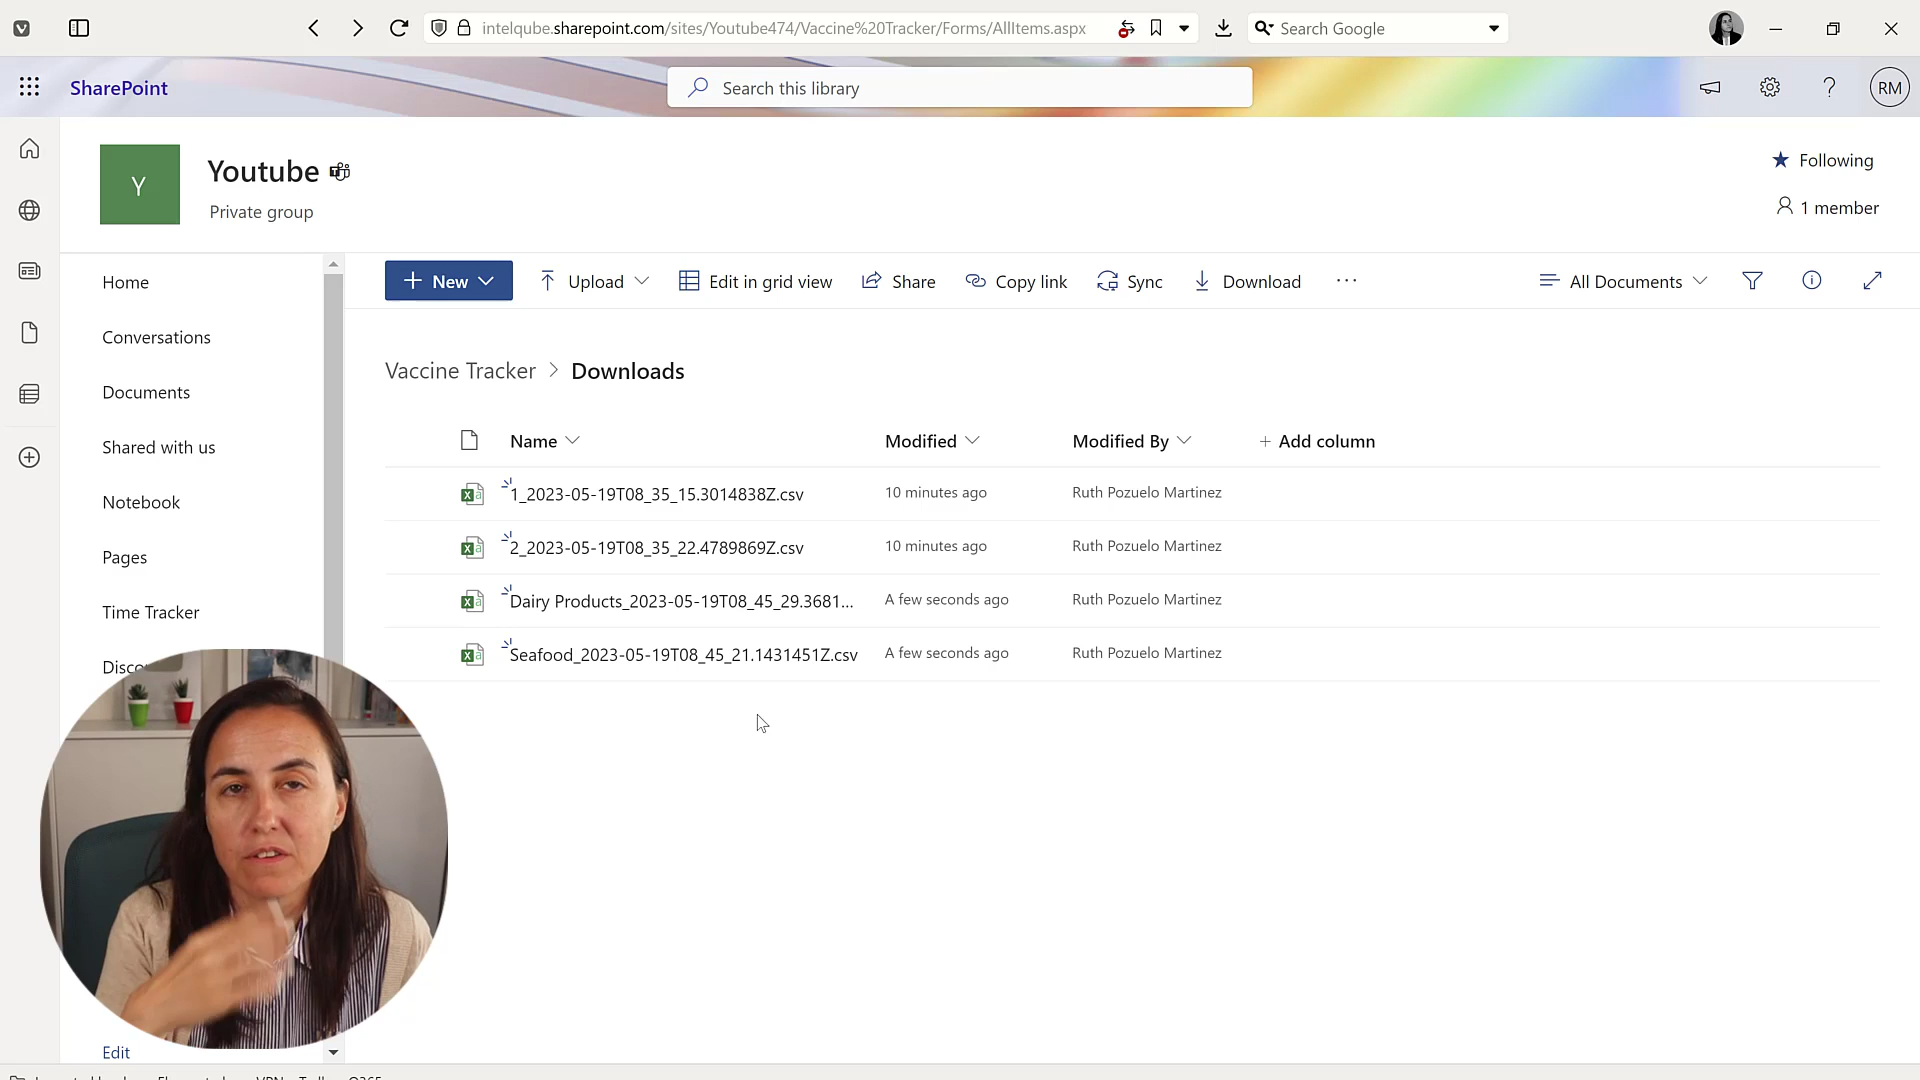 intelqube.sharepoint.com/sites/Youtube474/Vaccine%20Tracker/Forms/AllItems.aspx
Search Google
SharePoint
Search this library
RM
Y
Youtube
Private group
Following
1 member
Home
Conversations
Documents
Shared with us
Notebook
Pages
Time Tracker
Edit
New
Upload
Edit in grid view
Share
Copy link
Sync
Download
All Documents
Vaccine Tracker > Downloads
Name
Modified
Modified By
+ Add column
1_2023-05-19T08_35_15.3014838Z.csv
10 minutes ago
Ruth Pozuelo Martinez
2_2023-05-19T08_35_22.4789869Z.csv
10 minutes ago
Ruth Pozuelo Martinez
Dairy Products_2023-05-19T08_45_29.3681...
A few seconds ago
Ruth Pozuelo Martinez
Seafood_2023-05-19T08_45_21.1431451Z.csv
A few seconds ago
Ruth Pozuelo Martinez